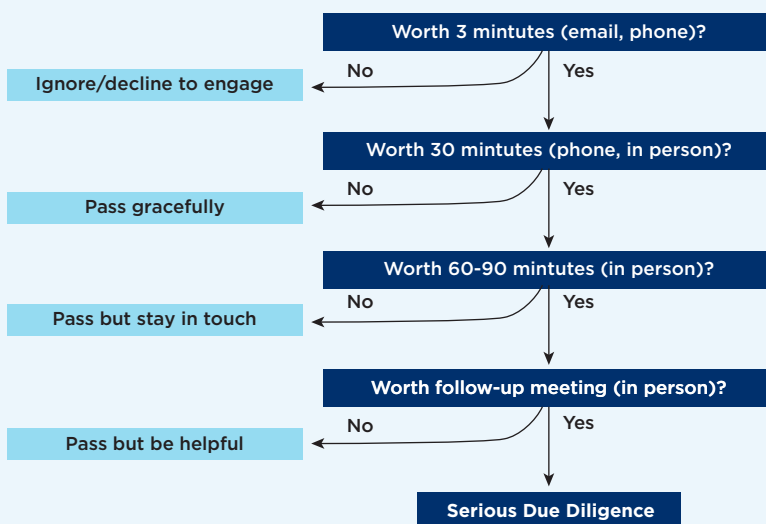 Worth 3 mintutes (email, phone)?
No
Yes
Ignore/decline to engage
Worth 30 mintutes (phone, in person)?
No
Yes
Pass gracefully
Worth 60-90 mintutes (in person)?
No
Yes
Pass but stay in touch
Worth follow-up meeting (in person)?
No
Yes
Pass but be helpful
Serious Due Diligence